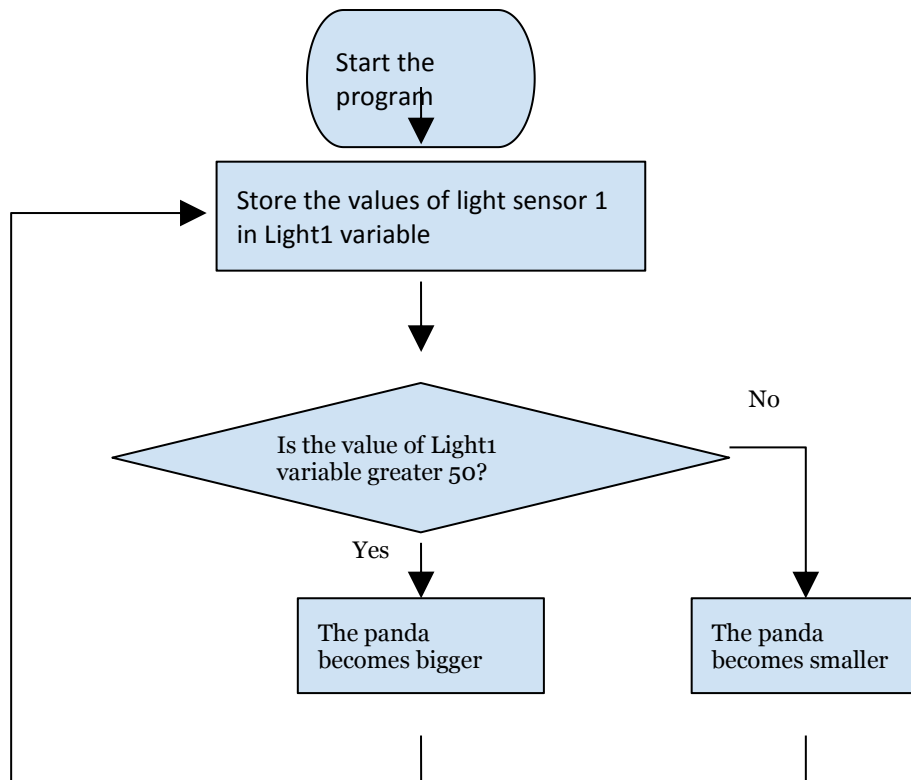 Start the
program
Store the values of light sensor 1
in Light1 variable
No
Is the value of Light1
variable greater 50?
Yes
The panda
becomes bigger
The panda
becomes smaller